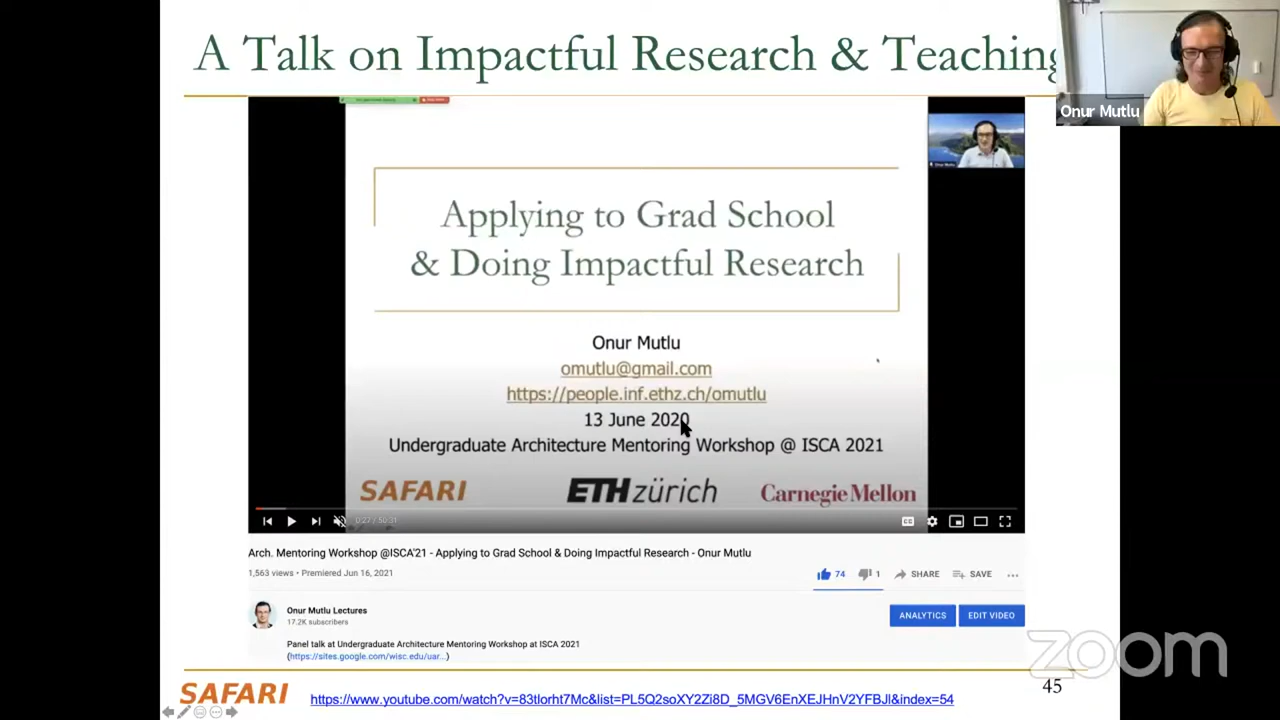 A Talk on Impactful Research & Teaching
Onur Mutlu
Applying to Grad School
& Doing Impactful Research
Onur Mutlu
omutlu@gmail.com
https://people.inf.ethz.ch/omutlu
13 June 2020
Undergraduate Architecture Mentoring Workshop @ ISCA 2021
SAFARI
ETH zürich
Carnegie Mellon
0:27 / 50:31
CC
Arch. Mentoring Workshop @ISCA'21 - Applying to Grad School & Doing Impactful Research - Onur Mutlu
1,563 views • Premiered Jun 16, 2021
74
1
SHARE
SAVE
Onur Mutlu Lectures
17.2K subscribers
ANALYTICS
EDIT VIDEO
Panel talk at Undergraduate Architecture Mentoring Workshop at ISCA 2021
(https://sites.google.com/wisc.edu/uar...)
zoom
SAFARI
https://www.youtube.com/watch?v=83tlorht7Mc&list=PL5Q2soXY2Zi8D_5MGV6EnXEJHnV2YFBJl&index=54
45